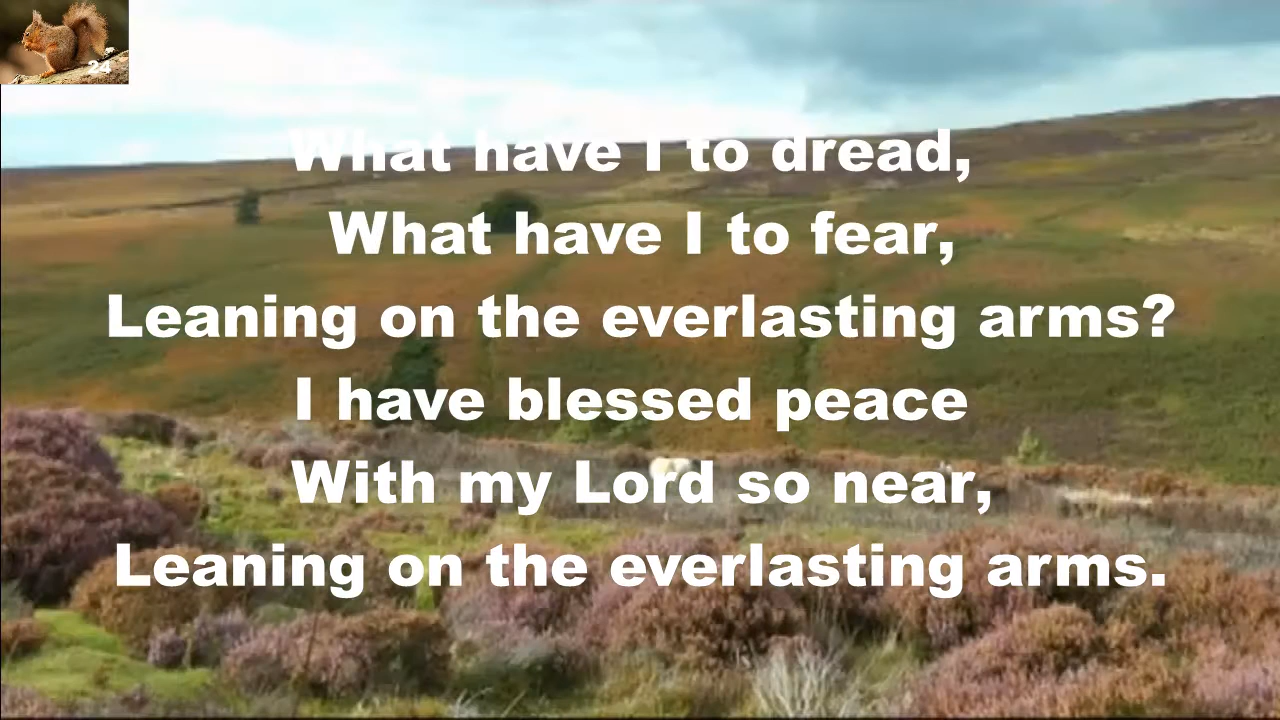 24
What have I to dread,
What have I to fear,
Leaning on the everlasting arms?
I have blessed peace
With my Lord so near,
Leaning on the everlasting arms.